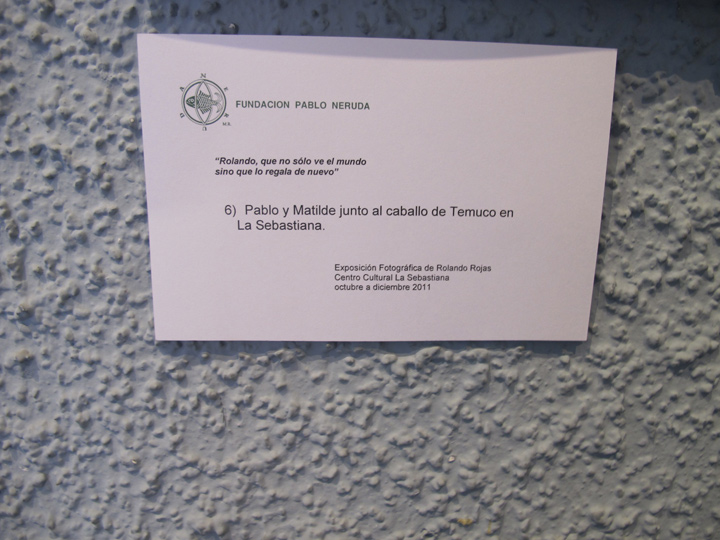 FUNDACION PABLO NERUDA
"Rolando, que no sólo ve el mundo
sino que lo regala de nuevo"
6) Pablo y Matilde junto al caballo de Temuco en
La Sebastiana.
Exposición Fotográfica de Rolando Rojas
Centro Cultural La Sebastiana
octubre a diciembre 2011